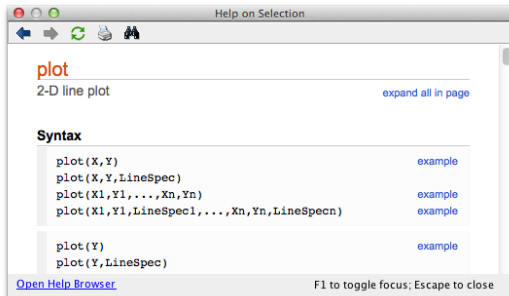 Help on Selection
plot
2-D line plot
expand all in page
Syntax
plot(X,Y) example
plot(X,Y,LineSpec)
plot(X1,Y1,...,Xn,Yn) example
plot(X1,Y1,LineSpec1,...,Xn,Yn,LineSpecn) example
plot(Y) example
plot(Y,LineSpec)
Open Help Browser F1 to toggle focus; Escape to close